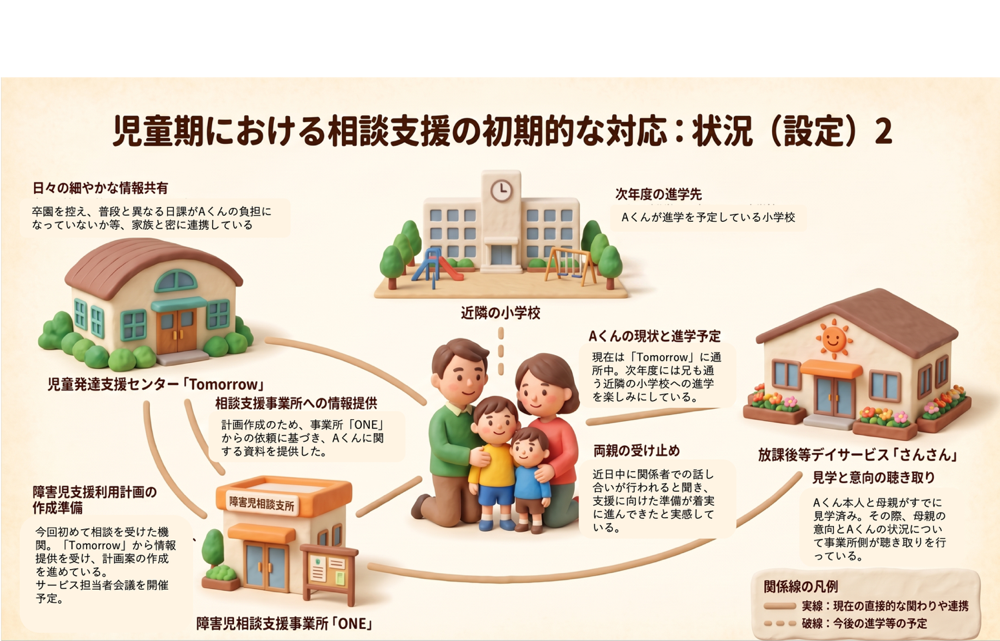 児童期における相談支援の初期的な対応：状況（設定）2
日々の細やかな情報共有
卒園を控え、普段と異なる日課がAくんの負担に
なっていないか等、家族と密に連携している
次年度の進学先
Aくんが進学を予定している小学校
近隣の小学校
Aくんの現状と進学予定
現在は「Tomorrow」に通
所中。次年度には兄も通
う近隣の小学校への進学
を楽しみにしている。
児童発達支援センター「Tomorrow」
相談支援事業所への情報提供
計画作成のため、事業所「ONE」
からの依頼に基づき、Aくんに関
する資料を提供した。
両親の受け止め
近日中に関係者での話し
合いが行われると聞き、
支援に向けた準備が着実
に進んできたと実感して
いる。
放課後等デイサービス「さんさん」
見学と意向の聴き取り
Aくん本人と母親がすでに
見学済み。その際、母親の
意向とAくんの状況につい
て事業所側が聴き取りを行
っている。
障害児支援利用計画の
作成準備
今回初めて相談を受けた機
関。「Tomorrow」から情報
提供を受け、計画案の作成
を進めている。
サービス担当者会議を開催
予定。
障害児相談支所
障害児相談支援事業所「ONE」
関係線の凡例
実線：現在の直接的な関わりや連携
破線：今後の進学等の予定